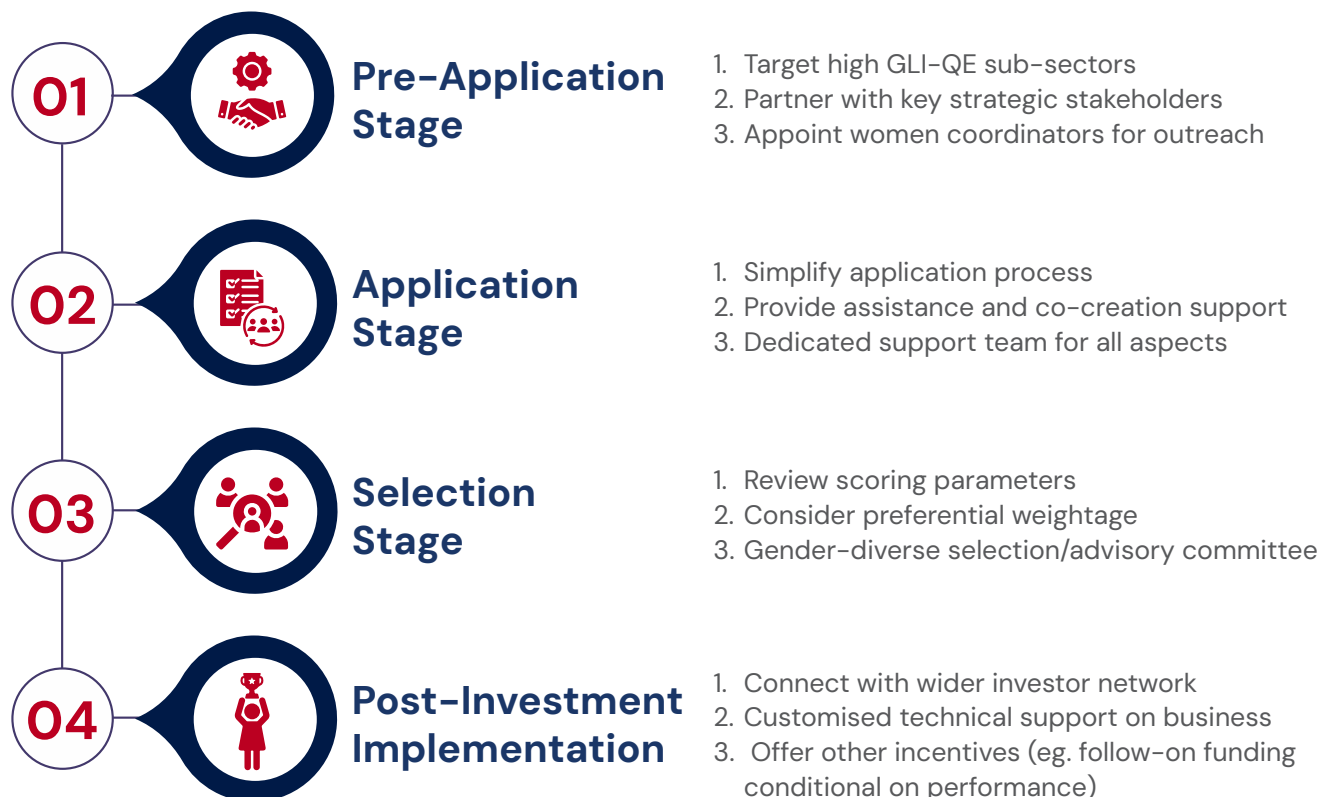 01
Pre-Application
Stage
1. Target high GLI-QE sub-sectors
2. Partner with key strategic stakeholders
3. Appoint women coordinators for outreach
02
Application
Stage
1. Simplify application process
2. Provide assistance and co-creation support
3. Dedicated support team for all aspects
03
Selection
Stage
1. Review scoring parameters
2. Consider preferential weightage
3. Gender-diverse selection/advisory committee
04
Post-Investment
Implementation
1. Connect with wider investor network
2. Customised technical support on business
3. Offer other incentives (eg. follow-on funding
conditional on performance)